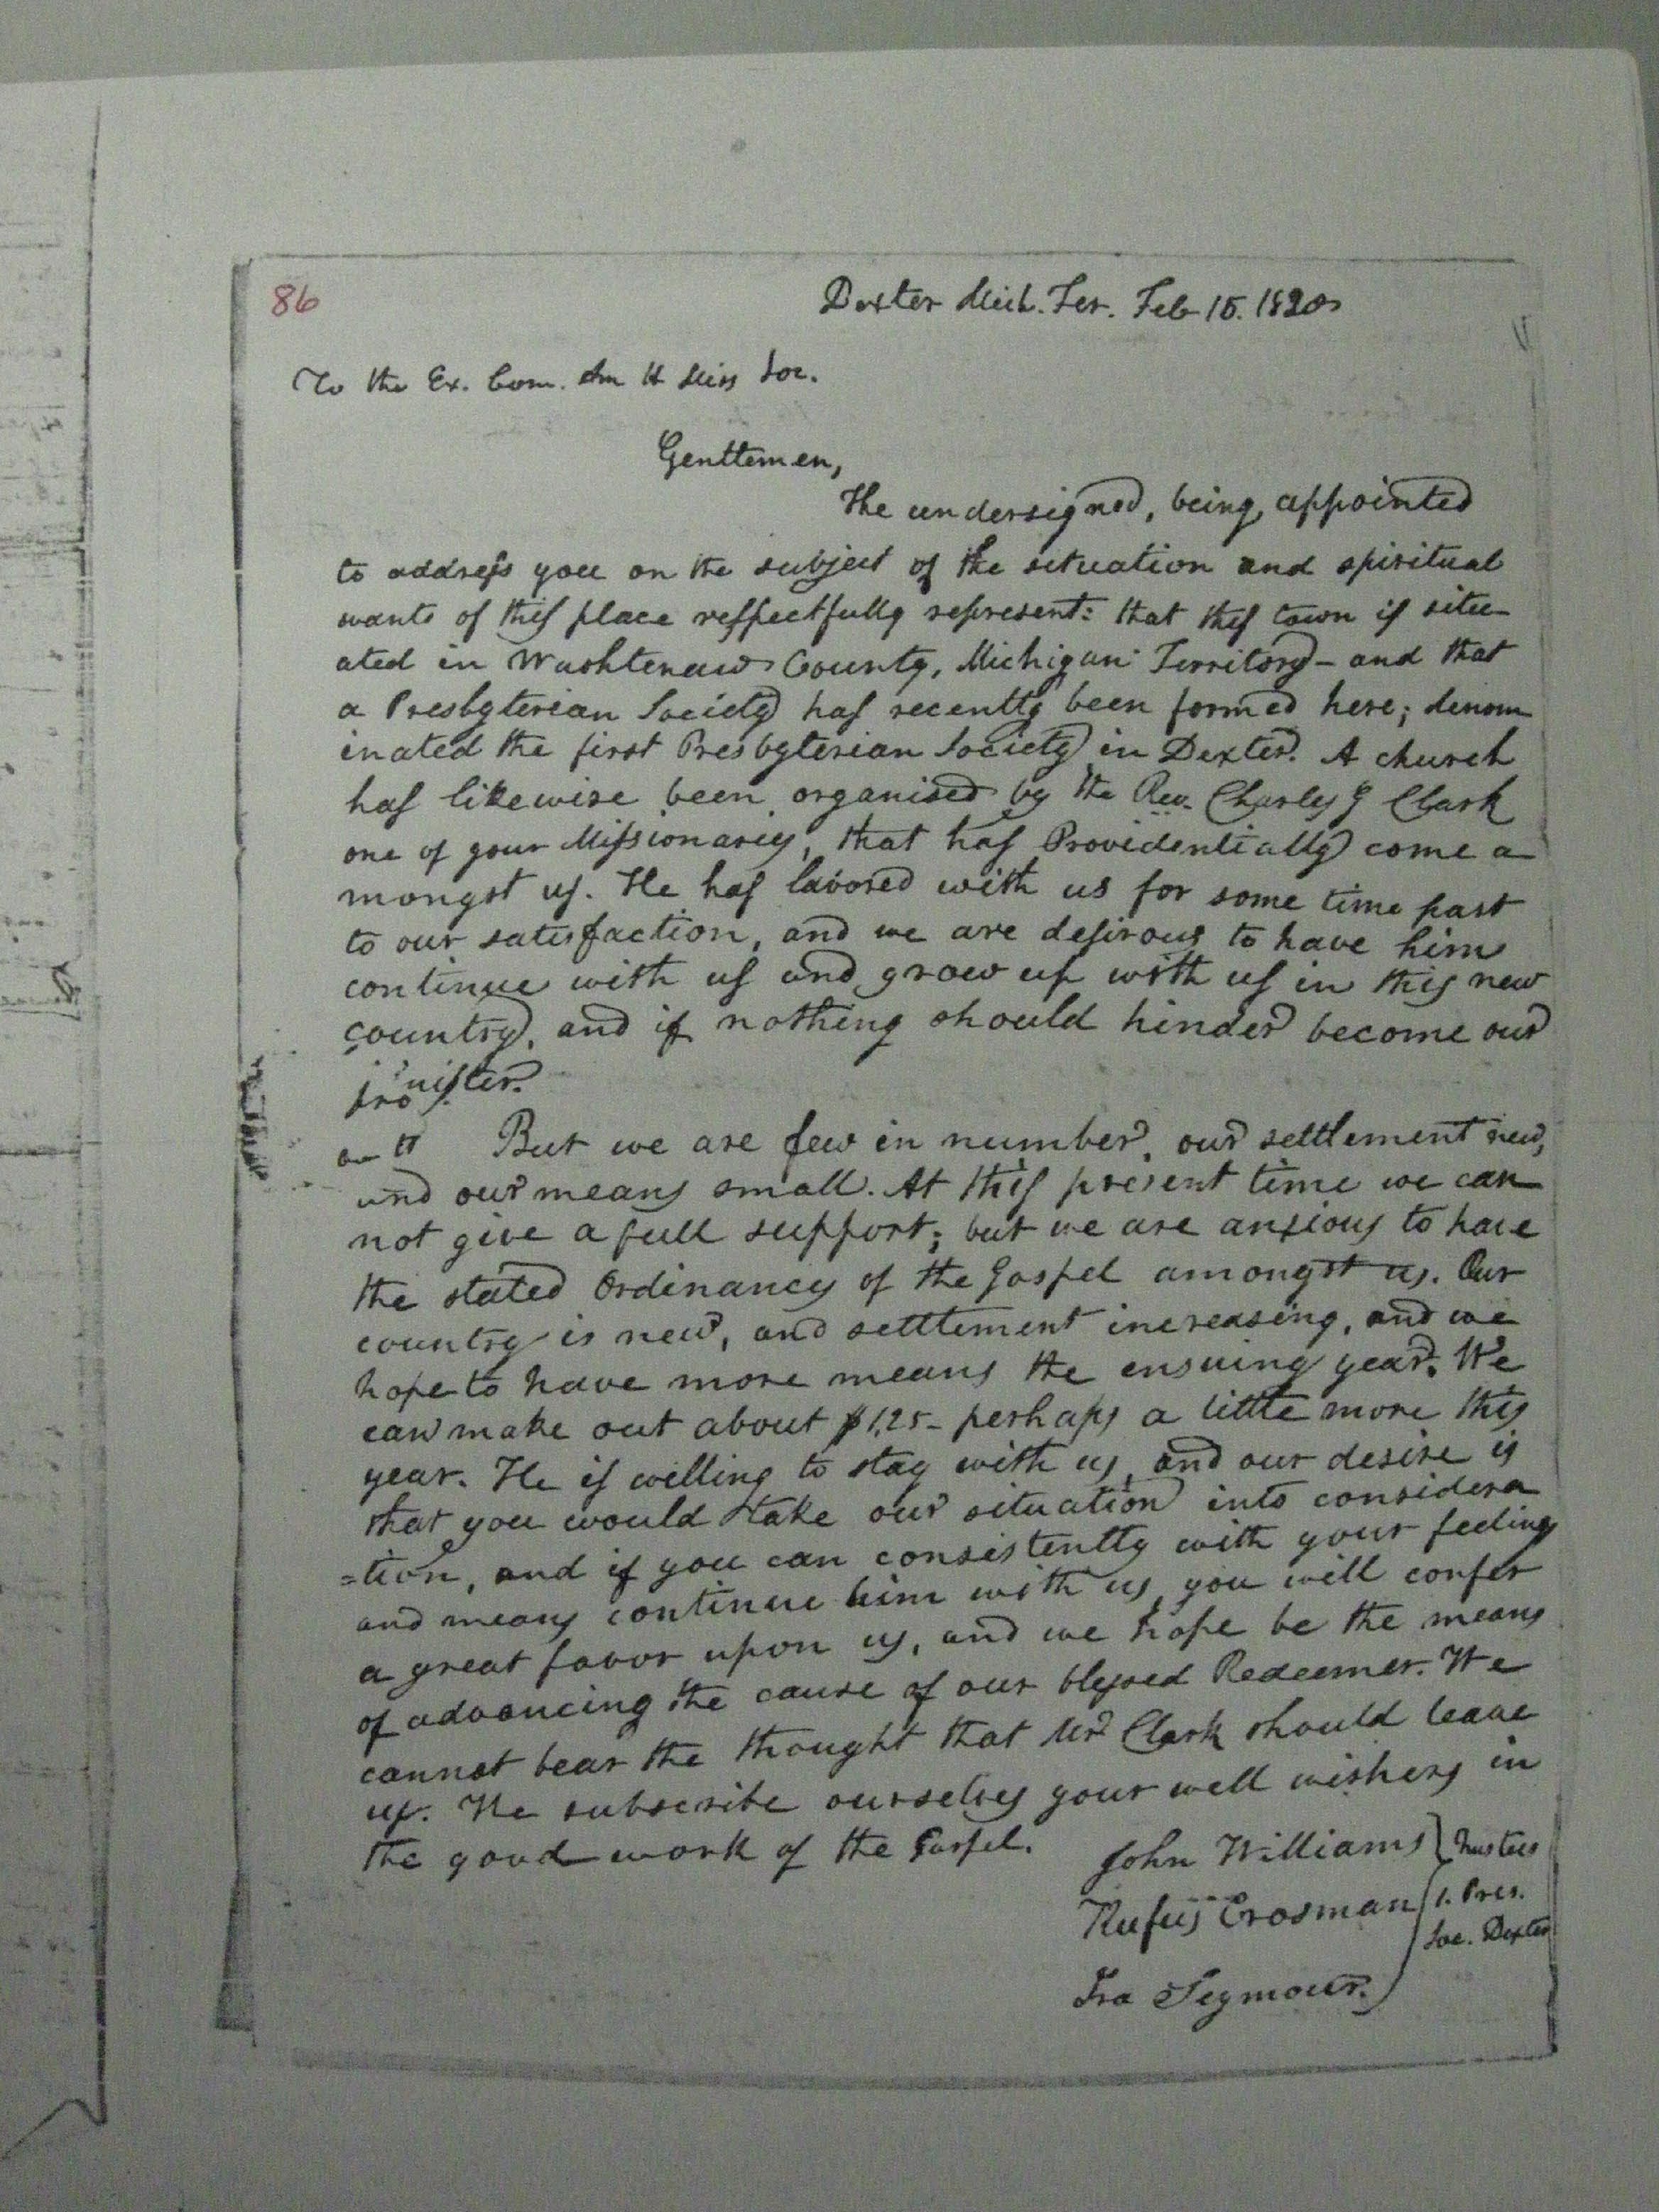 86
Dexter Mich. Ter. Feb 15.
To the Ex. Com. Am H Miss Soc.
Genttemen,
The undersigned, being appointed
to address you on the subject of the situation and spiritual
wants of this place respectfully represent: that this town is situ
ated in Washtenaw County, Michigan Territory - and that
a Presbyterian Society has recently been formed here; denom
inated the first Presbyterian Society in Dexter. A church
has likewise been organised by the Rev. Charles G Clark
one of your Missionaries, that has Providentially come a
mongst us. He has labored with us for some time past
to our satisfaction, and we are desirous to have him
continue with us and grow up with us in this new
country, and if nothing should hinder become our
But we are few in number, our settlement new,
and our means small. At this present time we can
not give a full support; but we are anxious to have
the stated Ordinances of the Gospel amongst us. Our
country is new, and settlement increasing, and we
hope to have more means the ensuing year. We
can make out about $1,25- perhaps a little more this
year. He is willing to stay with us, and our desire is
that you would take our situation into considera
=tion, and if you can consistently with your feelings
and means continue him with us, you will confer
a great favor upon us, and we hope be the means
of advancing the cause of our blessed Redeemer. We
cannot bear the thought that Mr Clark should leave
us. We subscribe ourselves your well wishers in
the good work of the Gospel.
John Williams } Trustees
Rufus Crosman 1. Pres.
Soc. Dexter
Ira Seymour.